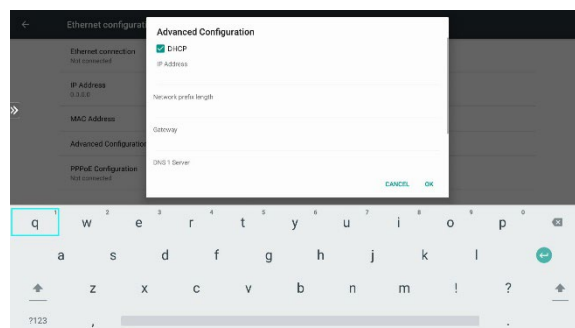 Ethernet configurati
Advanced Configuration
DHCP
IP Address
Network prefix length
Gateway
DNS 1 Server
CANCEL OK
Ethernet connection
Not connected
IP Address
0.0.0.0
MAC Address
Advanced Configuration
PPPoE Configuration
Not connected
q 1 w 2 e 3 r 4 t 5 y 6 u 7 i 8 o 9 p 0
a s d f g h j k l
z x c v b n m ! ?
?123 , .